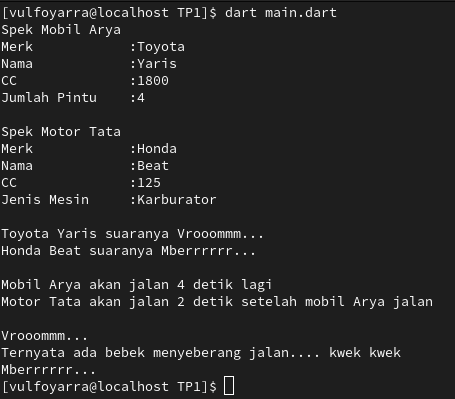 [vulfoyarra@localhost TP1]$ dart main.dart
Spek Mobil Arya
Merk            :Toyota
Nama            :Yaris
CC              :1800
Jumlah Pintu    :4

Spek Motor Tata
Merk            :Honda
Nama            :Beat
CC              :125
Jenis Mesin     :Karburator

Toyota Yaris suaranya Vrooommm...
Honda Beat suaranya Mberrrrrr...

Mobil Arya akan jalan 4 detik lagi
Motor Tata akan jalan 2 detik setelah mobil Arya jalan

Vrooommm...
Ternyata ada bebek menyeberang jalan.... kwek kwek
Mberrrrrr...
[vulfoyarra@localhost TP1]$